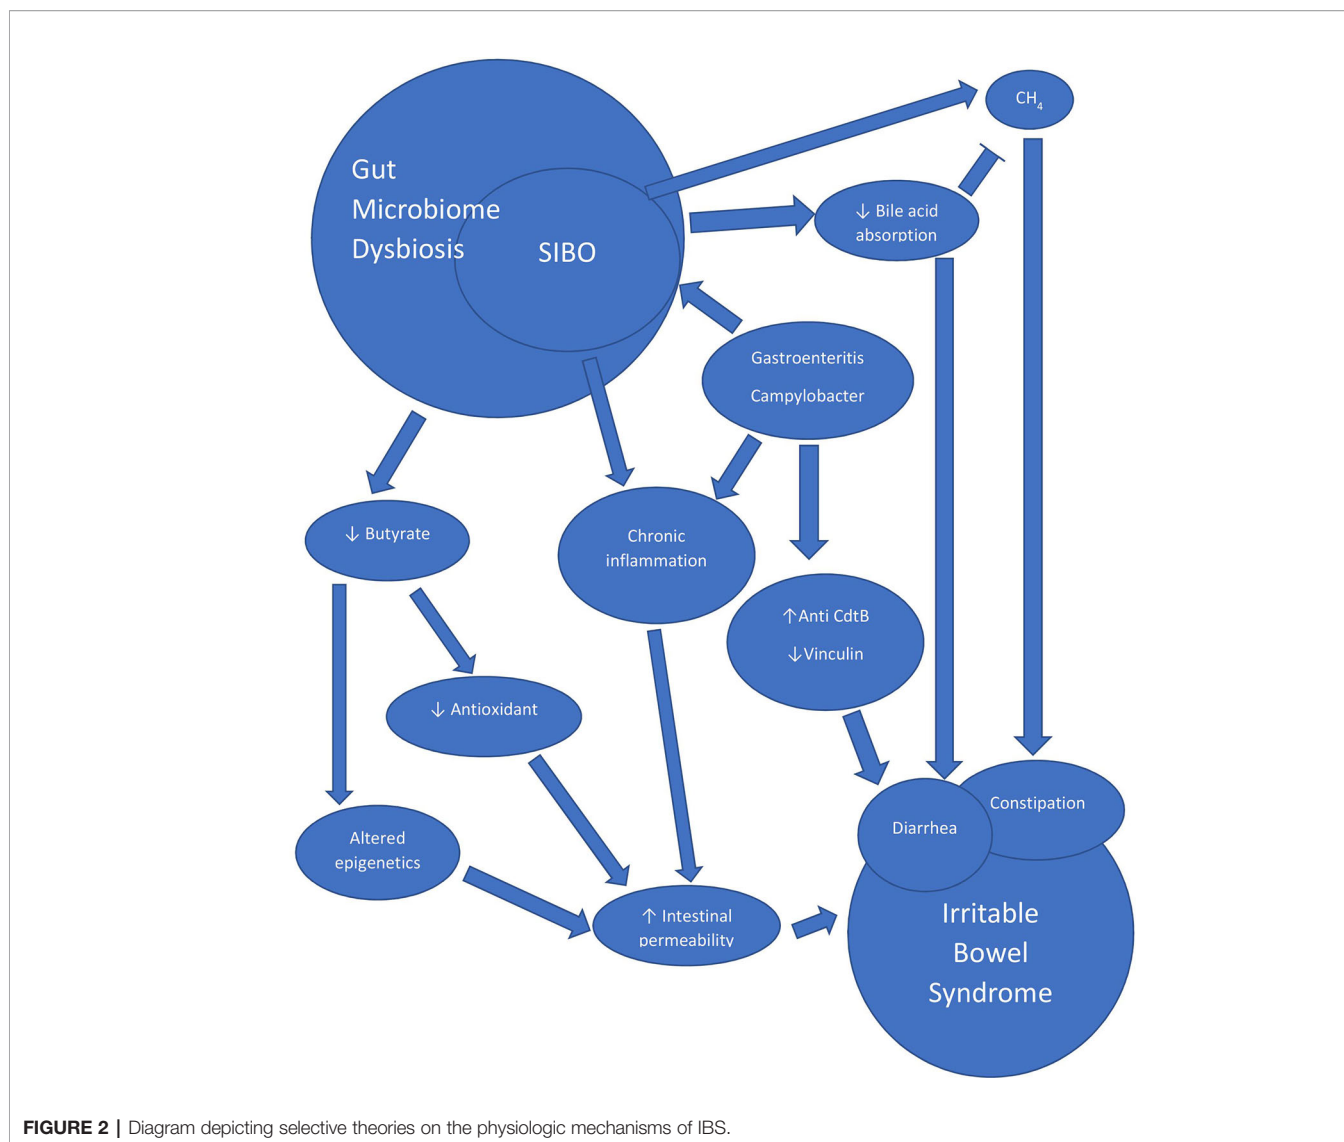 Gut
Microbiome
Dysbiosis
SIBO
CH₄
↓ Bile acid
absorption
Gastroenteritis
Campylobacter
↓ Butyrate
Chronic
inflammation
↑Anti CdtB
↓Vinculin
↓ Antioxidant
Altered
epigenetics
↑ Intestinal
permeability
Diarrhea
Constipation
Irritable
Bowel
Syndrome
FIGURE 2 | Diagram depicting selective theories on the physiologic mechanisms of IBS.